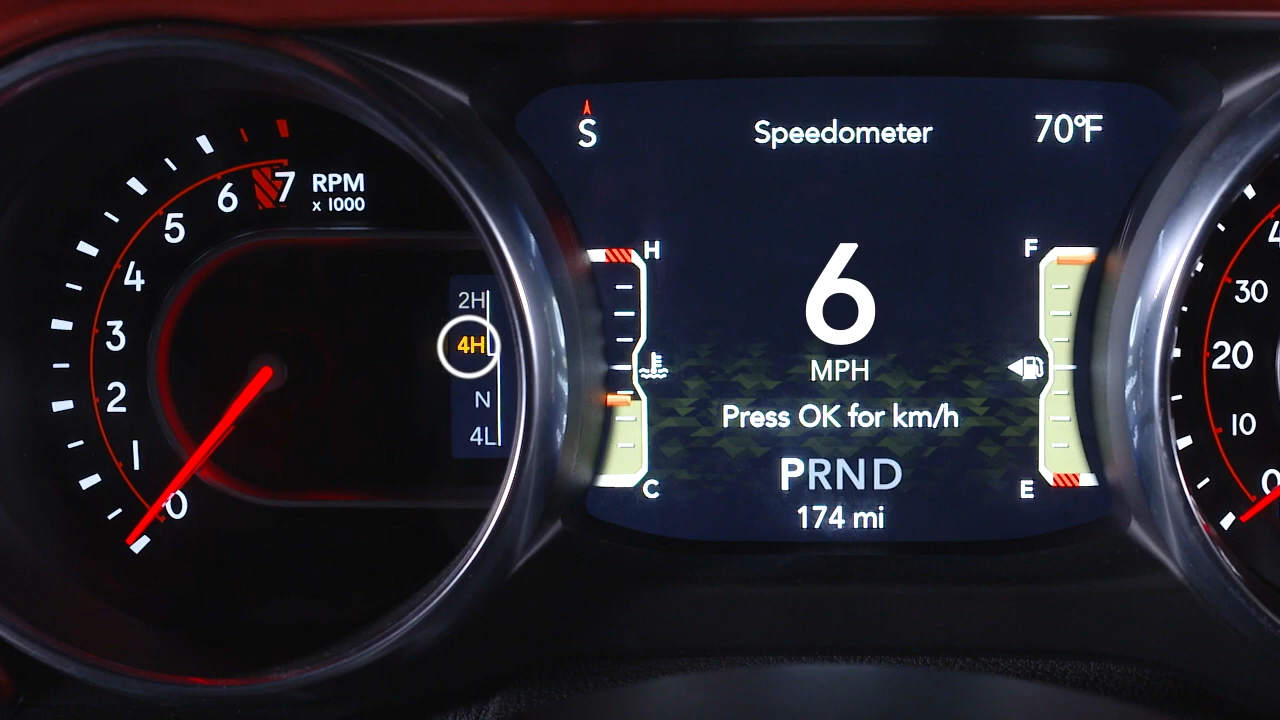 7
RPM
x 1000
6
5
4
3
2
1
0
2H
4H
N
4L
S
Speedometer
70°F
H
C
6
MPH
Press OK for km/h
PRND
174 mi
F
E
30
20
10
0